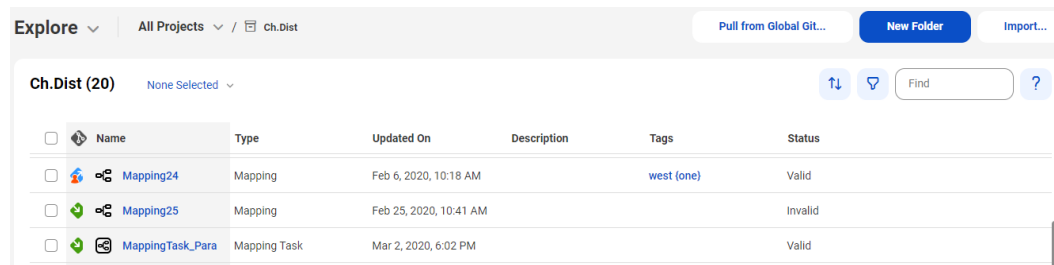 Explore All Projects / Ch.Dist Pull from Global Git... New Folder Import...
Ch.Dist (20) None Selected Find ?
Name Type Updated On Description Tags Status
Mapping24 Mapping Feb 6, 2020, 10:18 AM west {one} Valid
Mapping25 Mapping Feb 25, 2020, 10:41 AM Invalid
MappingTask_Para Mapping Task Mar 2, 2020, 6:02 PM Valid